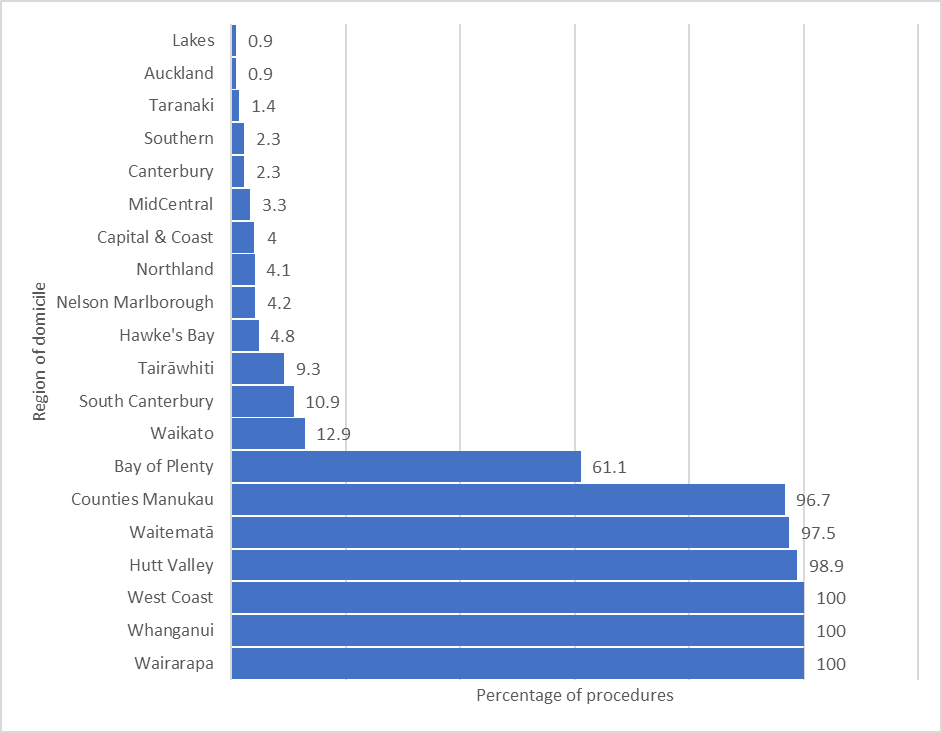 Lakes 0.9
Auckland 0.9
Taranaki 1.4
Southern 2.3
Canterbury 2.3
MidCentral 3.3
Capital & Coast 4
Northland 4.1
Nelson Marlborough 4.2
Hawke's Bay 4.8
Tairāwhiti 9.3
South Canterbury 10.9
Waikato 12.9
Bay of Plenty 61.1
Counties Manukau 96.7
Waitematā 97.5
Hutt Valley 98.9
West Coast 100
Whanganui 100
Wairarapa 100
Region of domicile
Percentage of procedures